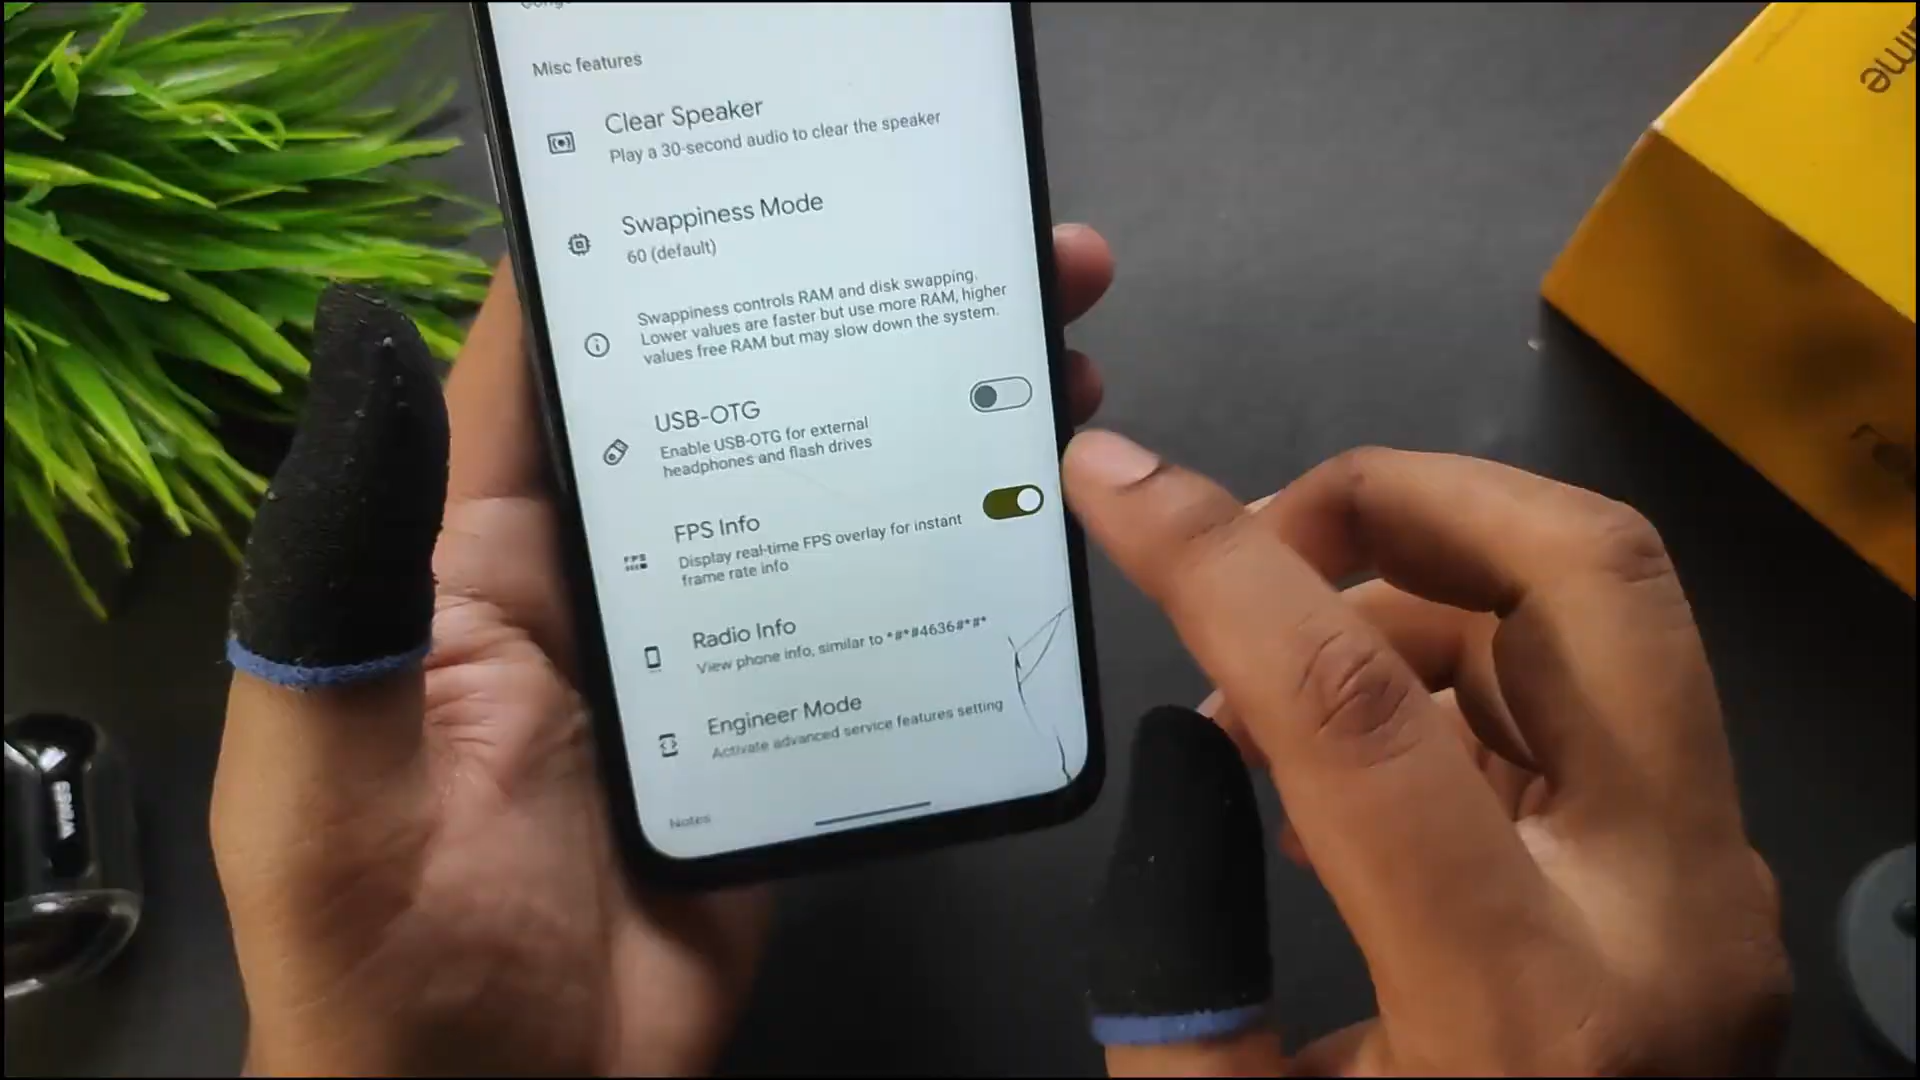 Misc features
Clear Speaker
Play a 30-second audio to clear the speaker
Swappiness Mode
60 (default)
Swappiness controls RAM and disk swapping.
Lower values are faster but use more RAM, higher
values free RAM but may slow down the system.
USB-OTG
Enable USB-OTG for external
headphones and flash drives
FPS Info
Display real-time FPS overlay for instant
frame rate info
FPS
Radio Info
View phone info, similar to *#*#4636#*#*
Engineer Mode
Activate advanced service features setting
Notes